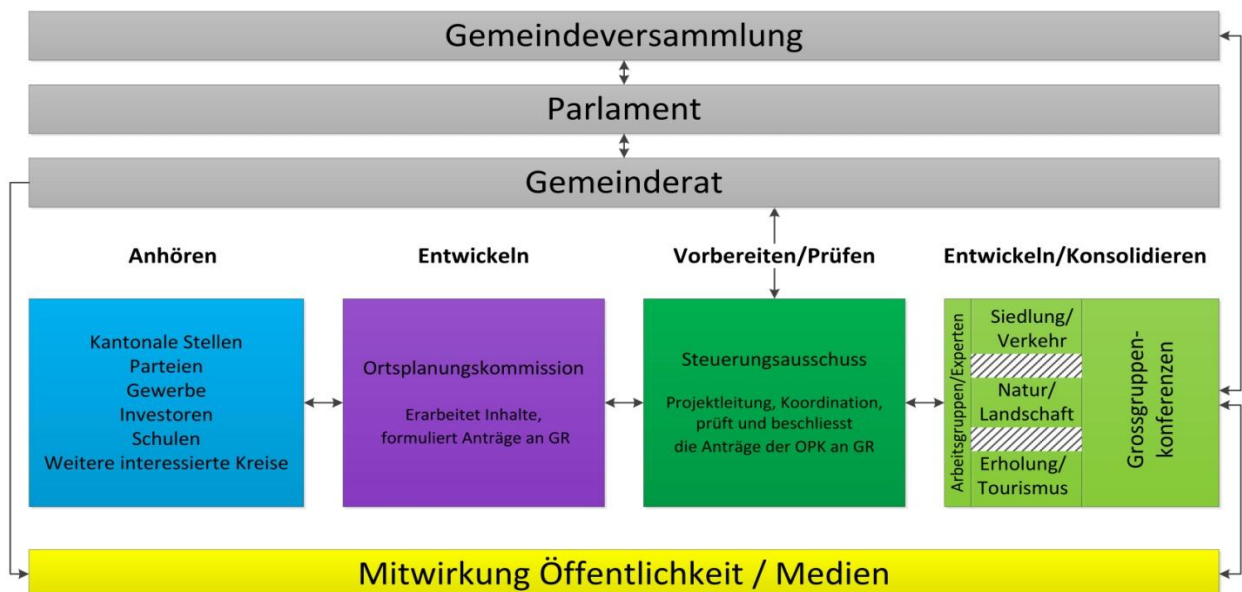 Gemeindeversammlung
Parlament
Gemeinderat
Anhören
Entwickeln
Vorbereiten/Prüfen
Entwickeln/Konsolidieren
Kantonale Stellen
Parteien
Gewerbe
Investoren
Schulen
Weitere interessierte Kreise
Ortsplanungskommission
Erarbeitet Inhalte,
formuliert Anträge an GR
Steuerungsausschuss
Projektleitung, Koordination,
prüft und beschliesst
die Anträge der OPK an GR
Arbeitsgruppen/Experten
Siedlung/
Verkehr
Natur/
Landschaft
Erholung/
Tourismus
Grossgruppen-
konferenzen
Mitwirkung Öffentlichkeit / Medien